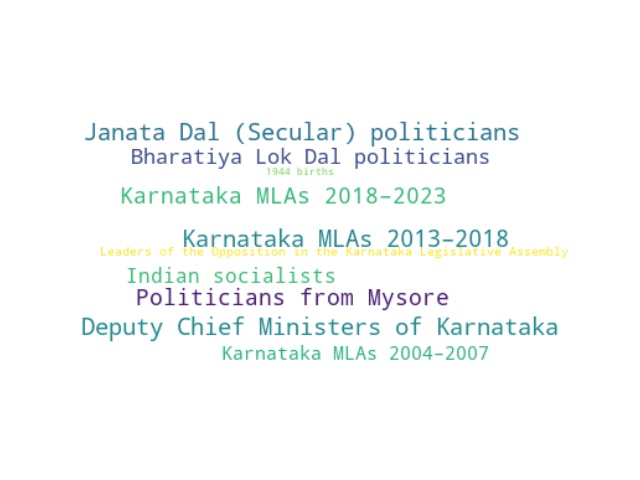 Janata Dal (Secular) politicians
Bharatiya Lok Dal politicians
1944 births
Karnataka MLAs 2018–2023
Karnataka MLAs 2013–2018
Leaders of the Opposition in the Karnataka Legislative Assembly
Indian socialists
Politicians from Mysore
Deputy Chief Ministers of Karnataka
Karnataka MLAs 2004–2007